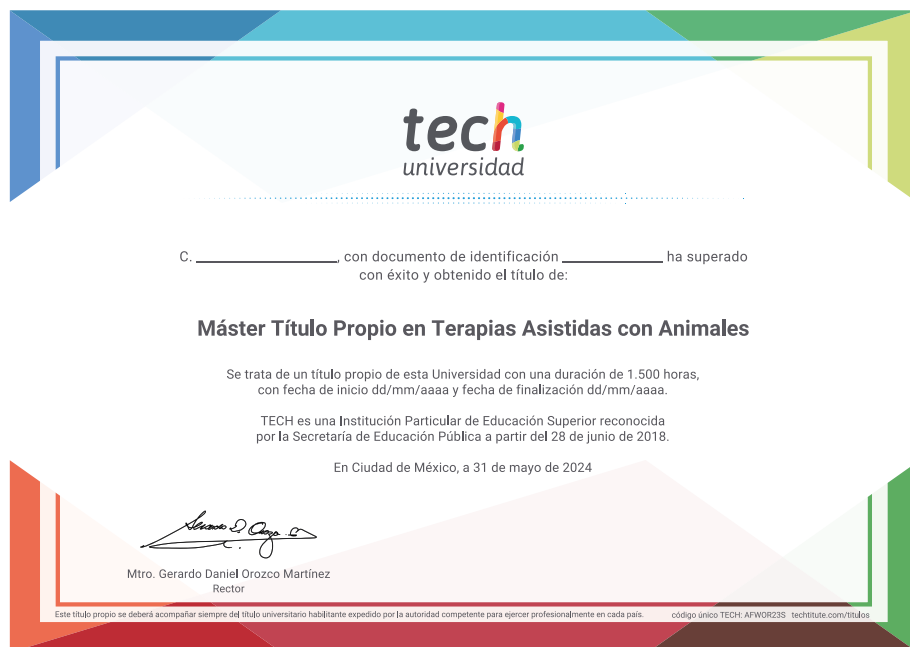 tech
universidad
C. ____________________, con documento de identificación ______________ ha superado
con éxito y obtenido el título de:
Máster Título Propio en Terapias Asistidas con Animales
Se trata de un título propio de esta Universidad con una duración de 1.500 horas,
con fecha de inicio dd/mm/aaaa y fecha de finalización dd/mm/aaaa.
TECH es una Institución Particular de Educación Superior reconocida
por la Secretaría de Educación Pública a partir del 28 de junio de 2018.
En Ciudad de México, a 31 de mayo de 2024
Mtro. Gerardo Daniel Orozco Martínez
Rector
Este título propio se deberá acompañar siempre del título universitario habilitante expedido por la autoridad competente para ejercer profesionalmente en cada país. código único TECH: AFWOR23S techtitute.com/titulos